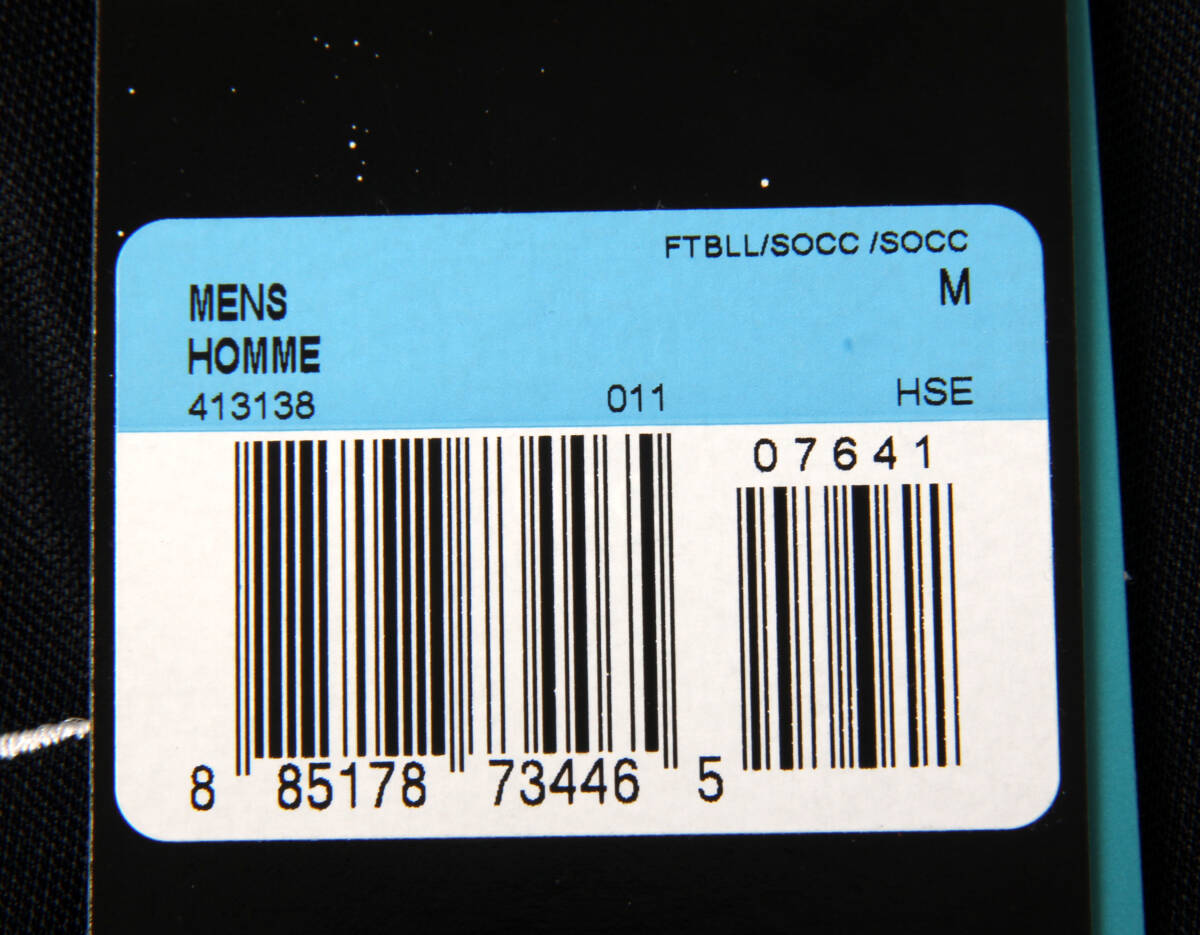 FTBLL/SOCC /SOCC
M
MENS
HOMME
413138 011 HSE
07641
8 85178 73446 5